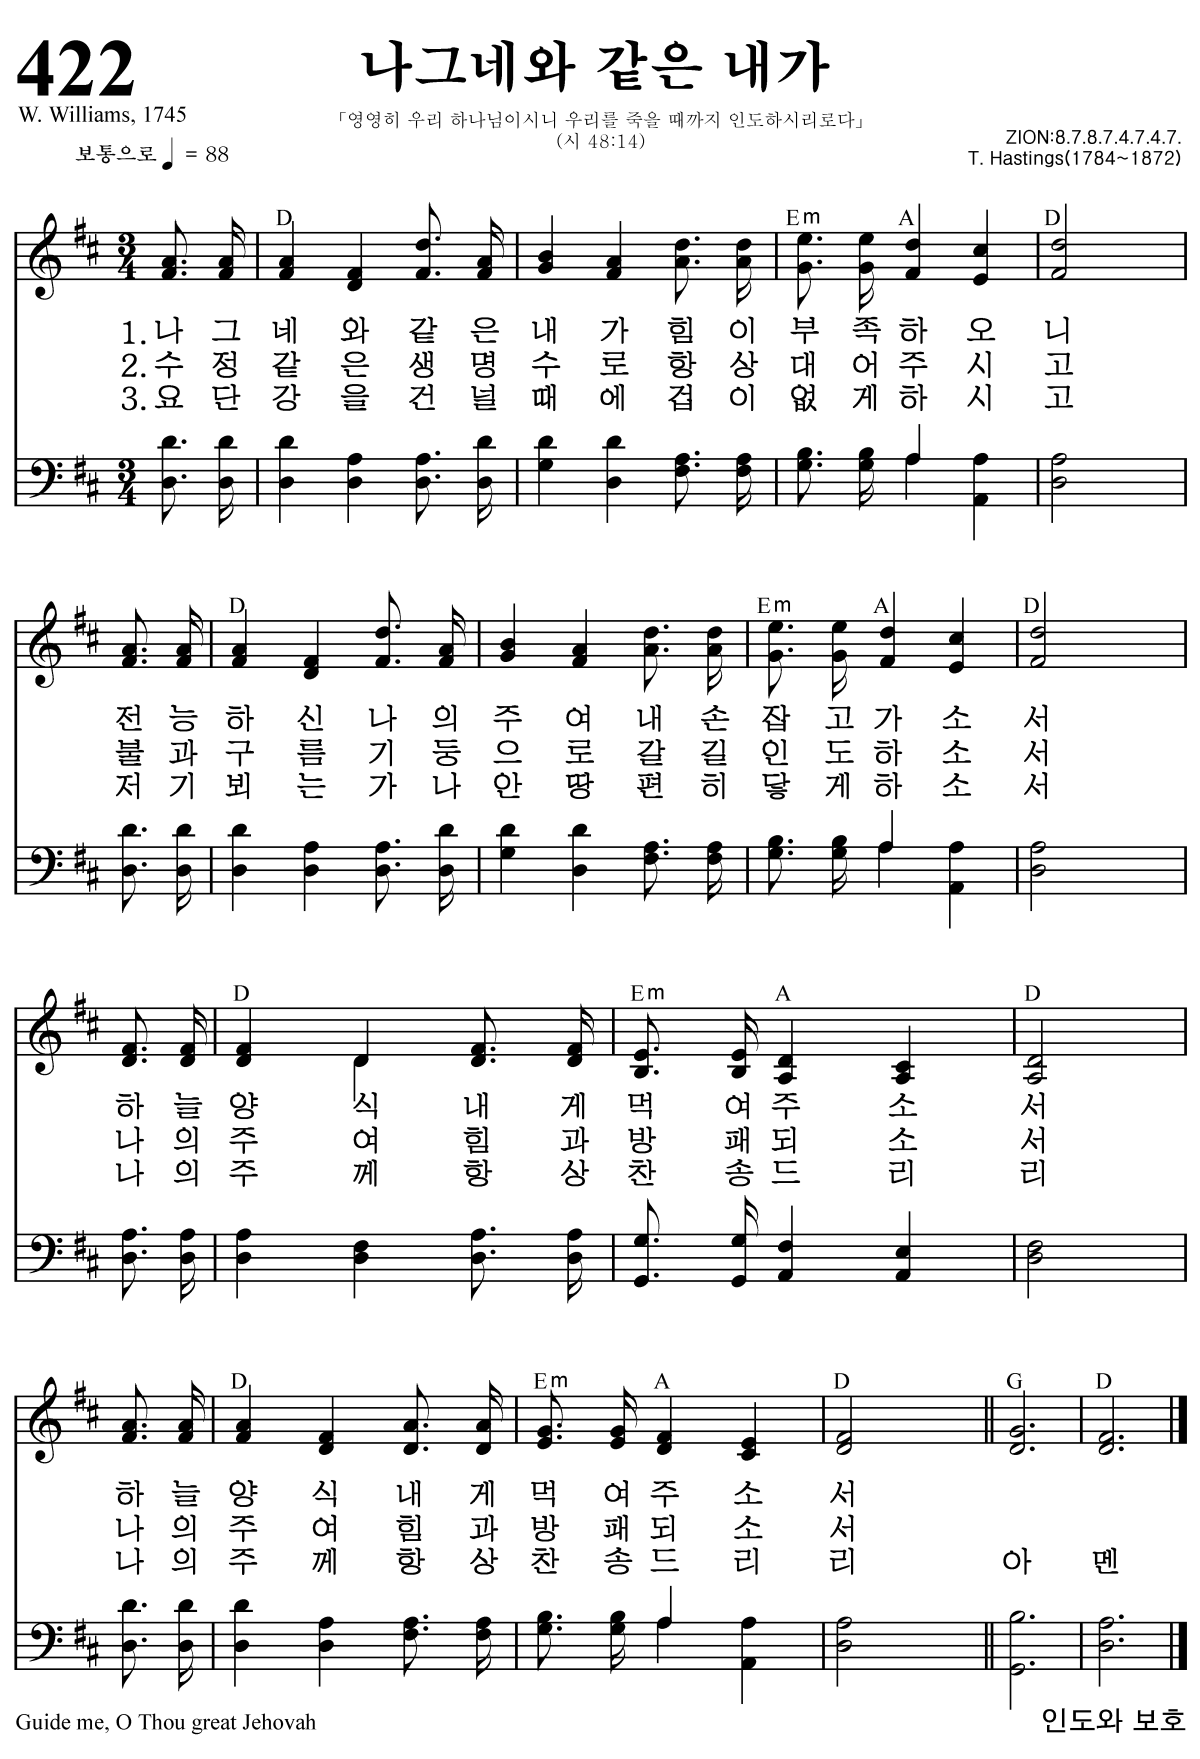 422
나그네와 같은 내가
W. Williams, 1745
「영영히 우리 하나님이시니 우리를 죽을 때까지 인도하시리로다」
(시 48:14)
보통으로 ♩ = 88
ZION:8.7.8.7.4.7.4.7.
T. Hastings(1784~1872)
D Em A D
3 4
1. 나 그 네 와 같 은 내 가 힘 이 부 족 하 오 니
2. 수 정 같 은 생 명 수 로 항 상 대 어 주 시 고
3. 요 단 강 을 건 널 때 에 겁 이 없 게 하 시 고
3 4
D Em A D
전 능 하 신 나 의 주 여 내 손 잡 고 가 소 서
불 과 구 름 기 둥 으 로 갈 길 인 도 하 소 서
저 기 뵈 는 가 나 안 땅 편 히 닿 게 하 소 서
D Em A D
하 늘 양 식 내 게 먹 여 주 소 서
나 의 주 여 힘 과 방 패 되 소 서
나 의 주 께 항 상 찬 송 드 리 리
D Em A D G D
하 늘 양 식 내 게 먹 여 주 소 서
나 의 주 여 힘 과 방 패 되 소 서
나 의 주 께 항 상 찬 송 드 리 리 아 멘
Guide me, O Thou great Jehovah
인도와 보호